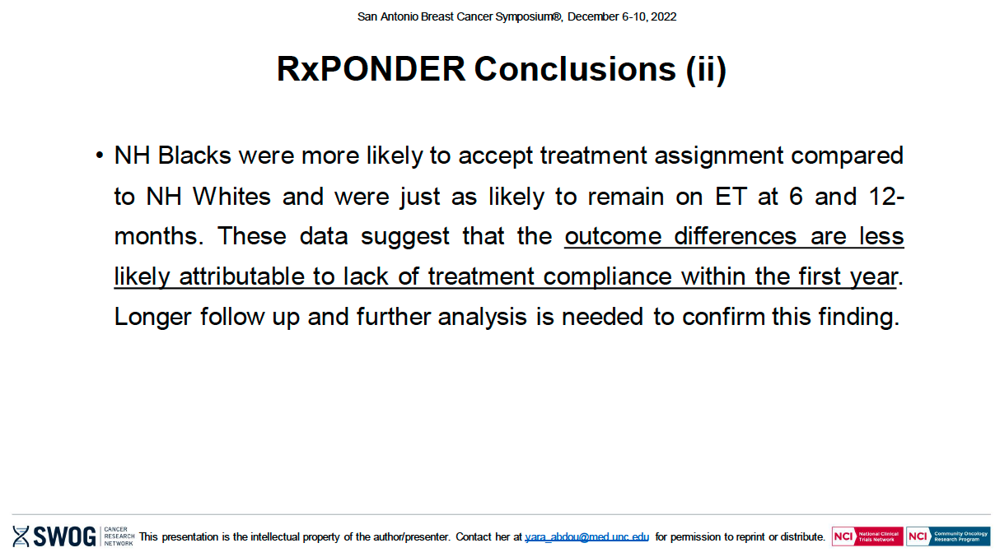 San Antonio Breast Cancer Symposium®, December 6-10, 2022
RxPONDER Conclusions (ii)
• NH Blacks were more likely to accept treatment assignment compared
to NH Whites and were just as likely to remain on ET at 6 and 12-
months. These data suggest that the outcome differences are less
likely attributable to lack of treatment compliance within the first year.
Longer follow up and further analysis is needed to confirm this finding.
SWOG
CANCER
RESEARCH
NETWORK
This presentation is the intellectual property of the author/presenter. Contact her at yara_abdou@med.unc.edu for permission to reprint or distribute.
NCI National Clinical
Trials Network
NCI Community Oncology
Research Program